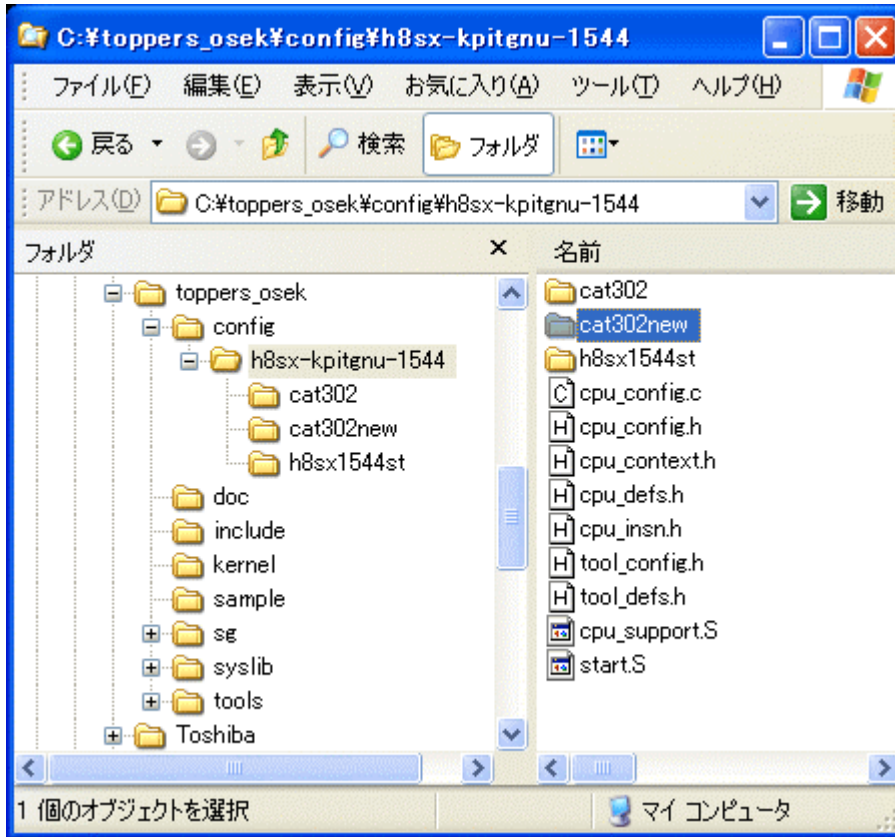 C:¥toppers_osek¥config¥h8sx-kpitgnu-1544
ファイル(F) 編集(E) 表示(V) お気に入り(A) ツール(T) ヘルプ(H)
戻る 検索 フォルダ
アドレス(D) C:¥toppers_osek¥config¥h8sx-kpitgnu-1544 移動
フォルダ
toppers_osek
config
h8sx-kpitgnu-1544
cat302
cat302new
h8sx1544st
doc
include
kernel
sample
sg
syslib
tools
Toshiba
名前
cat302
cat302new
h8sx1544st
cpu_config.c
cpu_config.h
cpu_context.h
cpu_defs.h
cpu_insn.h
tool_config.h
tool_defs.h
cpu_support.S
start.S
1 個のオブジェクトを選択 マイ コンピュータ